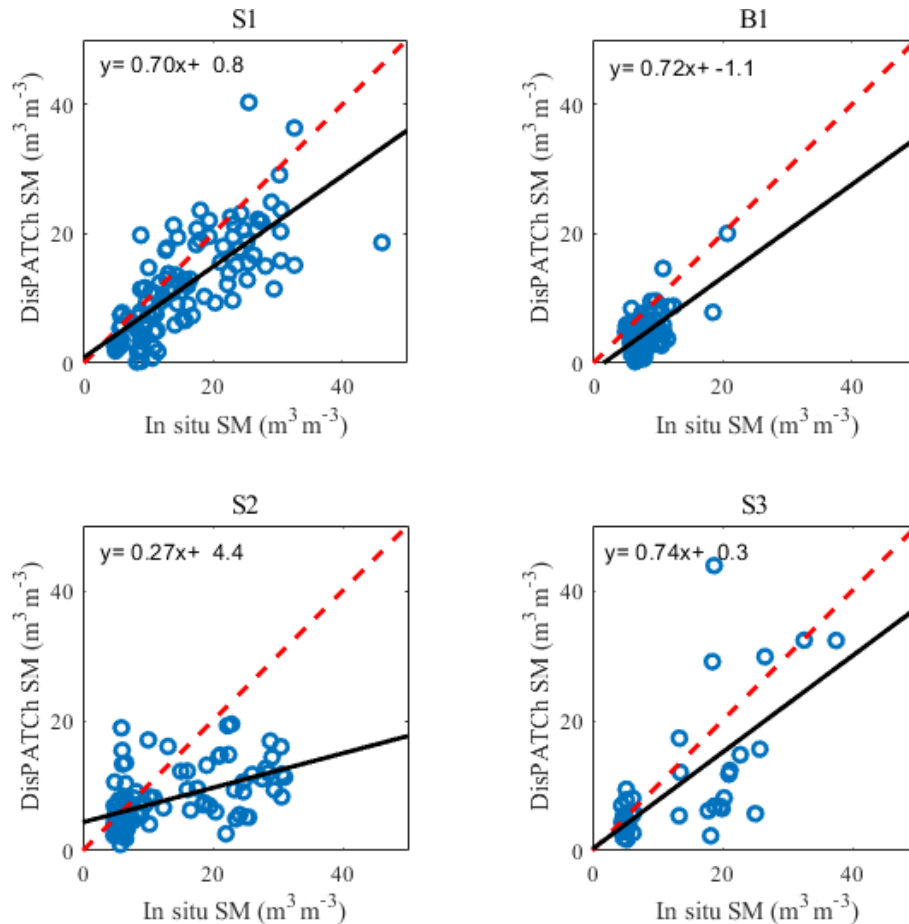 S1
y= 0.70x+ 0.8
DisPATCh SM (m³ m⁻³)
40
20
0
0 20 40
In situ SM (m³ m⁻³)
B1
y= 0.72x+ -1.1
DisPATCh SM (m³ m⁻³)
40
20
0
0 20 40
In situ SM (m³ m⁻³)
S2
y= 0.27x+ 4.4
DisPATCh SM (m³ m⁻³)
40
20
0
0 20 40
In situ SM (m³ m⁻³)
S3
y= 0.74x+ 0.3
DisPATCh SM (m³ m⁻³)
40
20
0
0 20 40
In situ SM (m³ m⁻³)